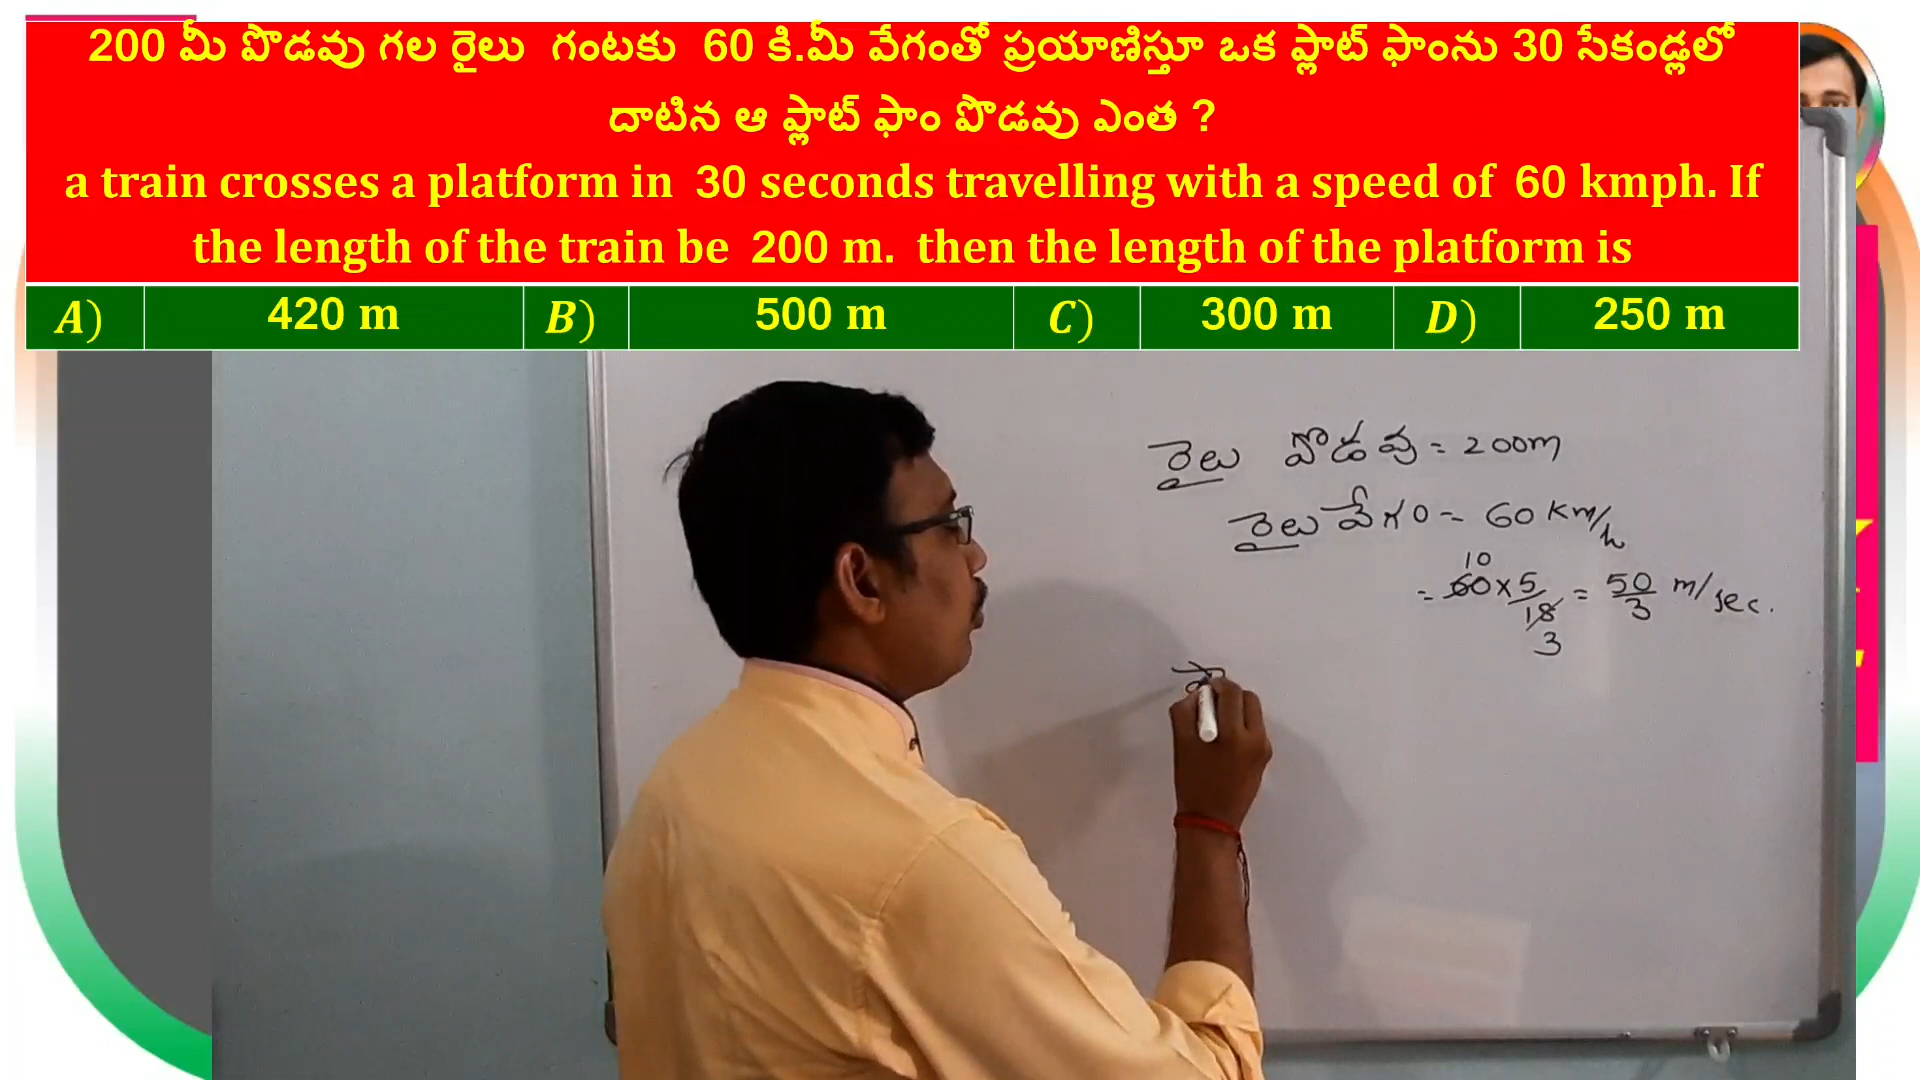 200 మీ పొడవు గల రైలు గంటకు 60 కి.మీ వేగంతో ప్రయాణిస్తూ ఒక ప్లాట్ ఫాంను 30 సేకండ్లలో
దాటిన ఆ ప్లాట్ ఫాం పొడవు ఎంత ?
a train crosses a platform in 30 seconds travelling with a speed of 60 kmph. If
the length of the train be 200 m. then the length of the platform is
A) 420 m B) 500 m C) 300 m D) 250 m
రైలు పొడవు = 200m
రైలు వేగం = 60 Km/h
10
= 60 x 5/18 = 50/3 m/sec.
3